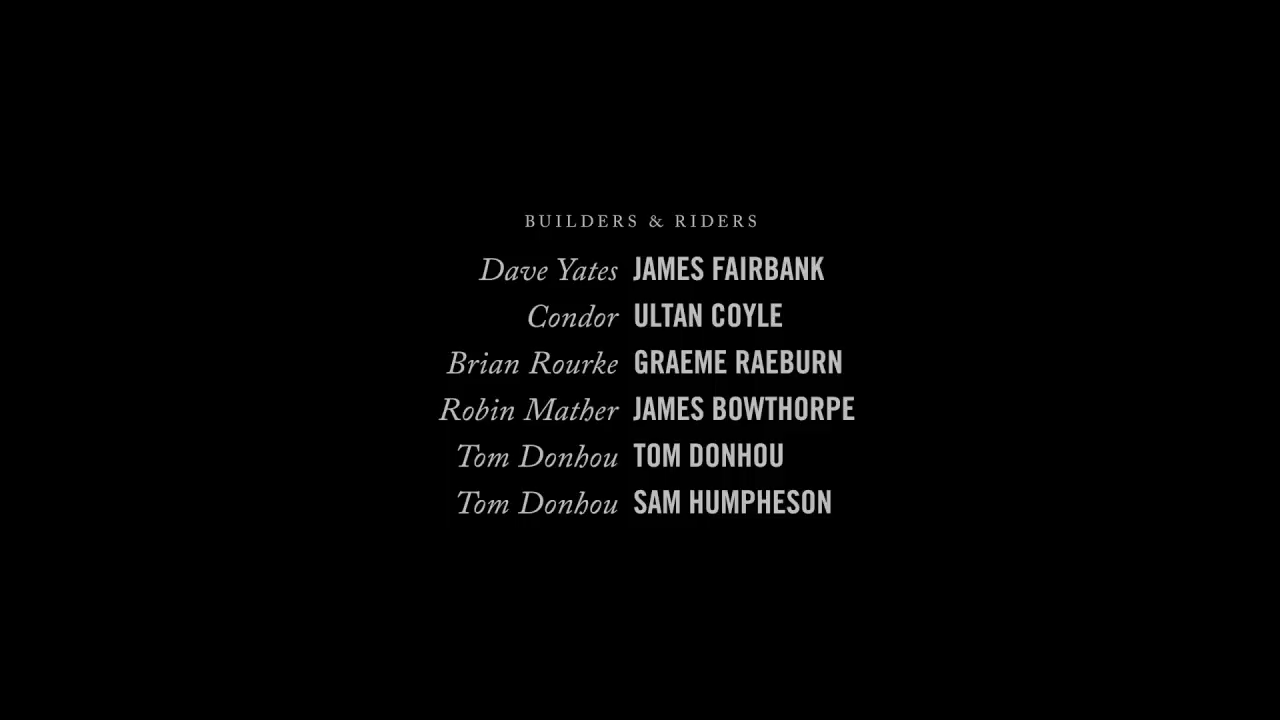 BUILDERS & RIDERS
Dave Yates JAMES FAIRBANK
Condor ULTAN COYLE
Brian Rourke GRAEME RAEBURN
Robin Mather JAMES BOWTHORPE
Tom Donhou TOM DONHOU
Tom Donhou SAM HUMPHESON